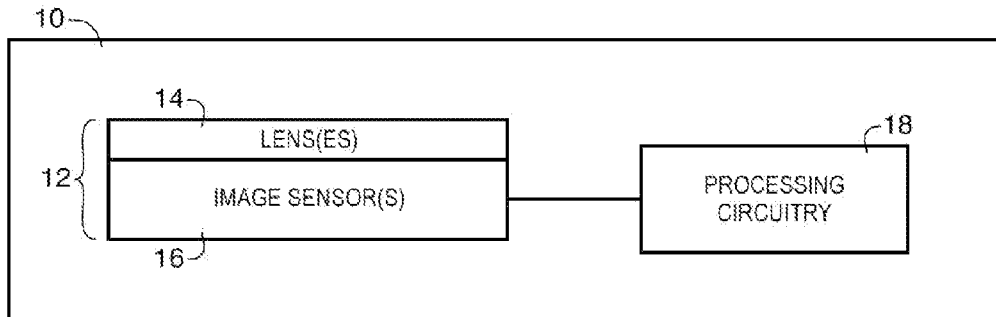 10
14
LENS(ES)
12
IMAGE SENSOR(S)
16
18
PROCESSING
CIRCUITRY